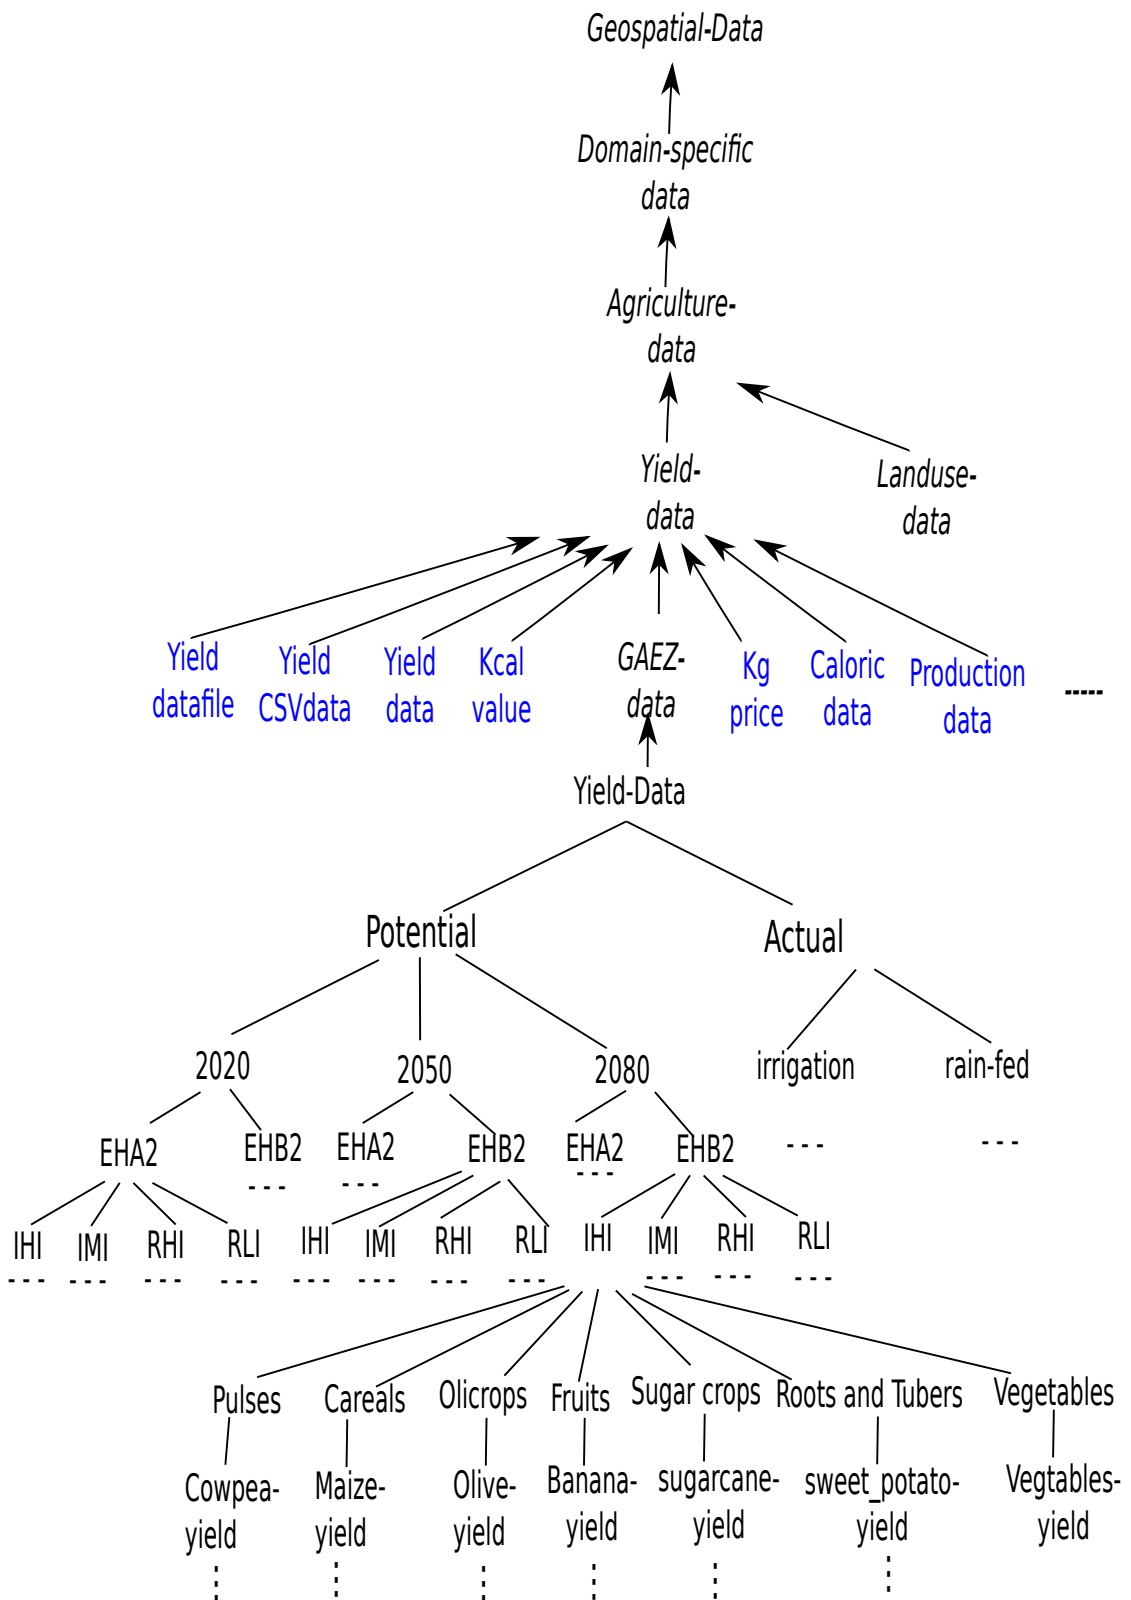 Geospatial-Data
Domain-specific
data
Agriculture-
data
Yield-
data
Landuse-
data
Yield
datafile
Yield
CSVdata
Yield
data
Kcal
value
GAEZ-
data
Kg
price
Caloric
data
Production
data
-----
Yield-Data
Potential
Actual
2020
2050
2080
irrigation
rain-fed
EHA2
EHB2
EHA2
EHB2
EHA2
EHB2
IHI
IMI
RHI
RLI
IHI
IMI
RHI
RLI
IHI
IMI
RHI
RLI
Pulses
Careals
Olicrops
Fruits
Sugar crops
Roots and Tubers
Vegetables
Cowpea-
yield
Maize-
yield
Olive-
yield
Banana-
yield
sugarcane-
yield
sweet_potato-
yield
Vegtables-
yield